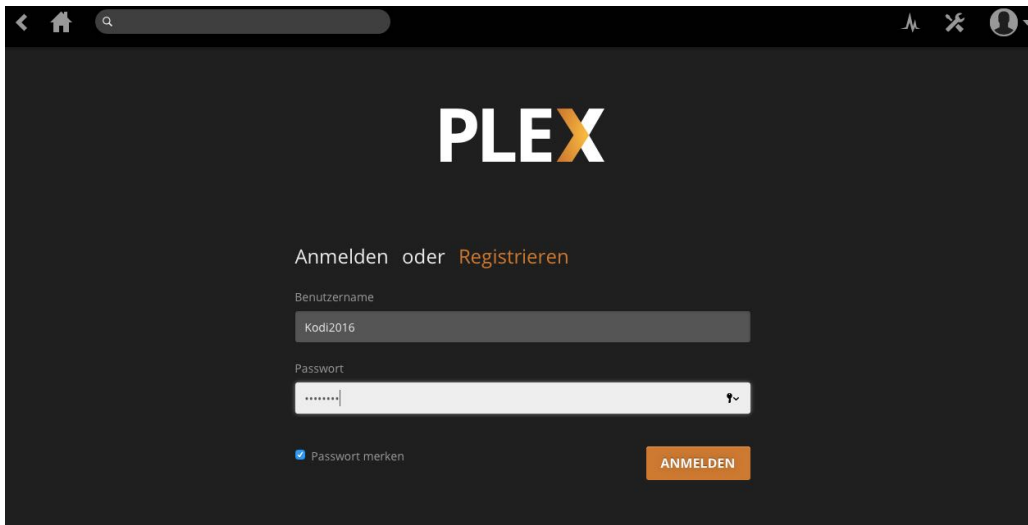 PLEX
Anmelden oder Registrieren
Benutzername
Kodi2016
Passwort
••••••••
Passwort merken
ANMELDEN